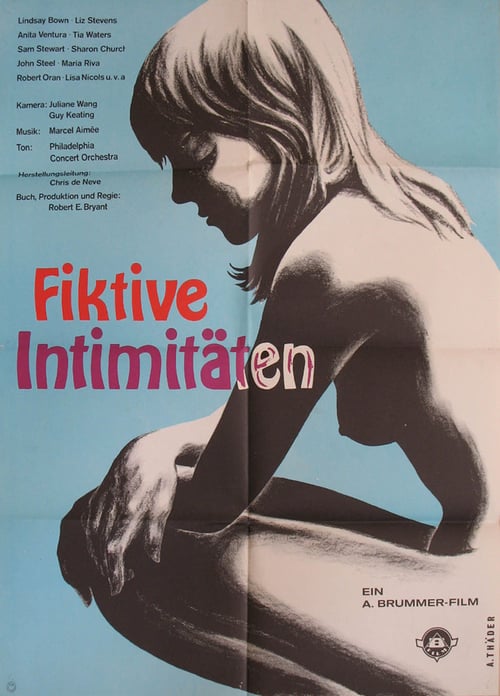 Lindsay Bown · Liz Stevens
Anita Ventura · Tia Waters
Sam Stewart · Sharon Church
John Steel · Maria Riva
Robert Oran · Lisa Nicols u. v. a
Kamera: Juliane Wang
Guy Keating
Musik: Marcel Aimée
Ton: Philadelphia
Concert Orchestra
Herstellungsleitung:
Chris de Neve
Buch, Produktion und Regie:
Robert E. Bryant
Fiktive
Intimitäten
EIN
A. BRUMMER-FILM
B
A. THÄDER